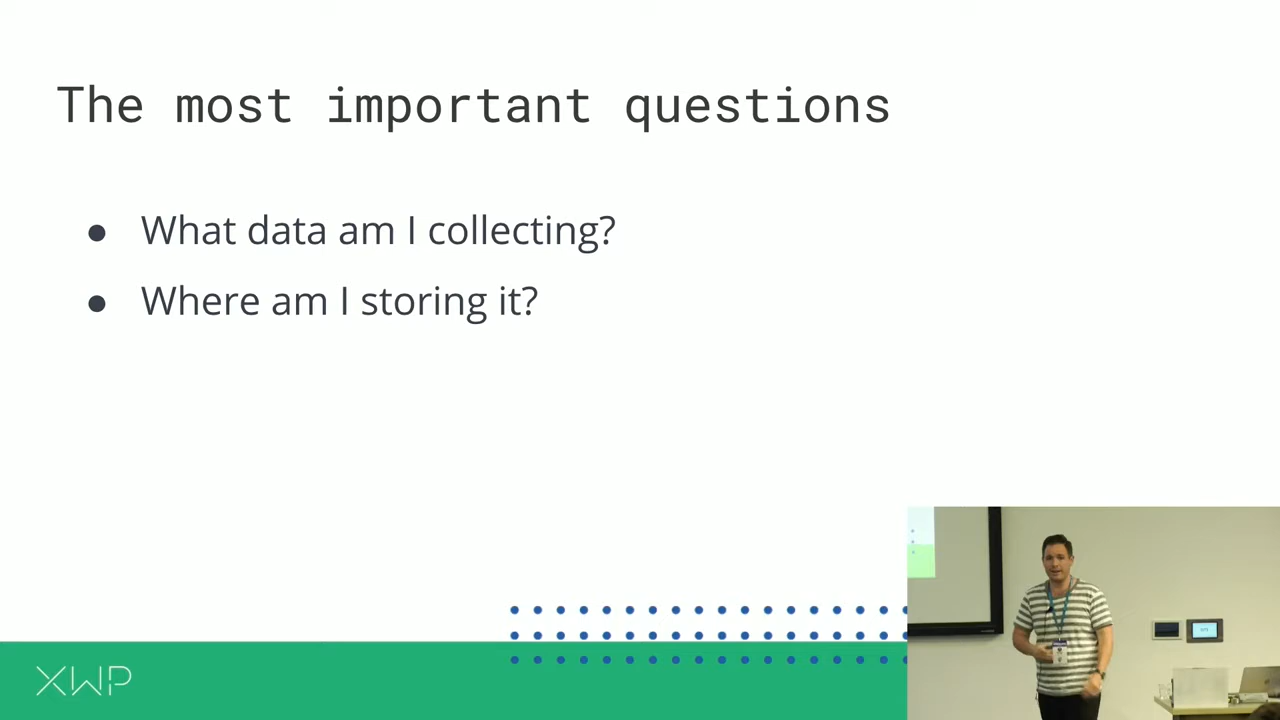 The most important questions
● What data am I collecting?
● Where am I storing it?
XWP